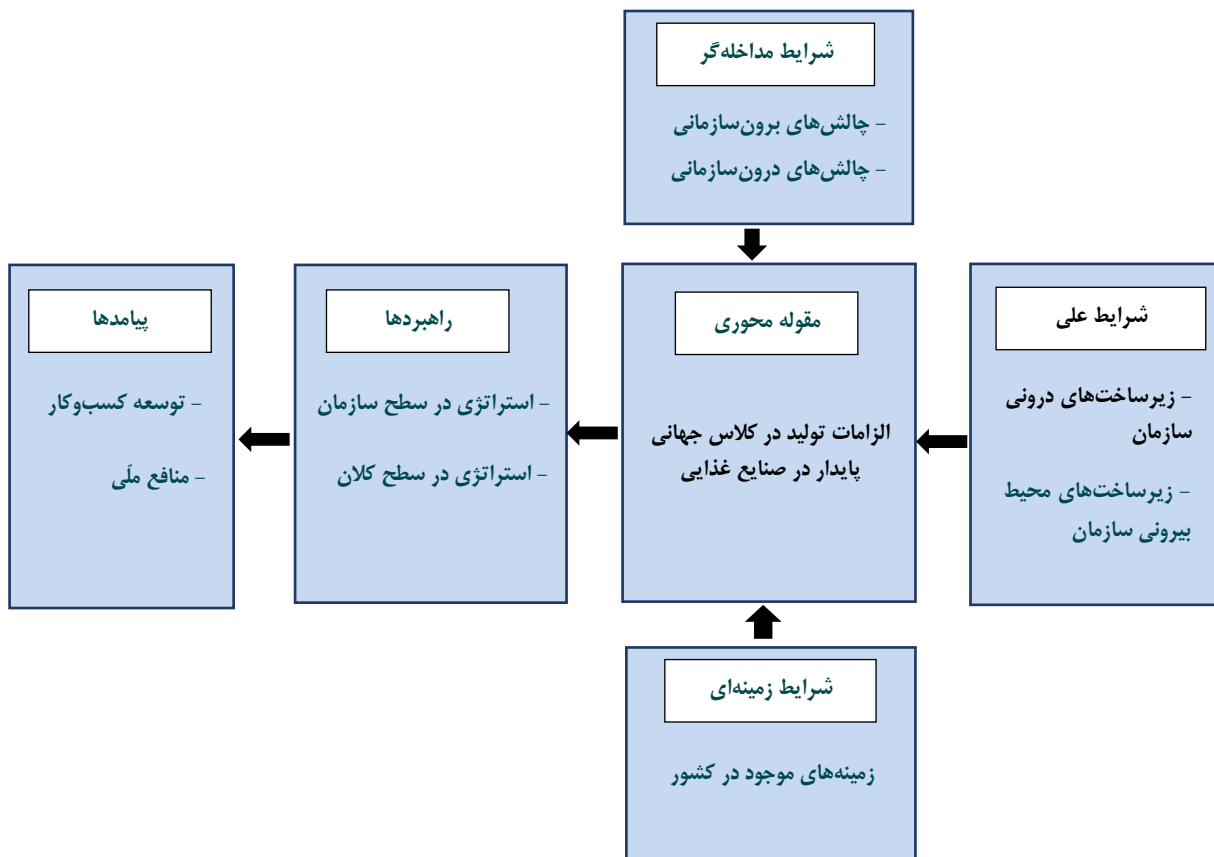 شرایط مداخله‌گر
- چالش‌های برون‌سازمانی
- چالش‌های درون‌سازمانی
شرایط علی
- زیرساخت‌های درونی
سازمان
- زیرساخت‌های محیط
بیرونی سازمان
مقوله محوری
الزامات تولید در کلاس جهانی
پایدار در صنایع غذایی
راهبردها
- استراتژی در سطح سازمان
- استراتژی در سطح کلان
پیامدها
- توسعه کسب‌وکار
- منافع ملّی
شرایط زمینه‌ای
زمینه‌های موجود در کشور